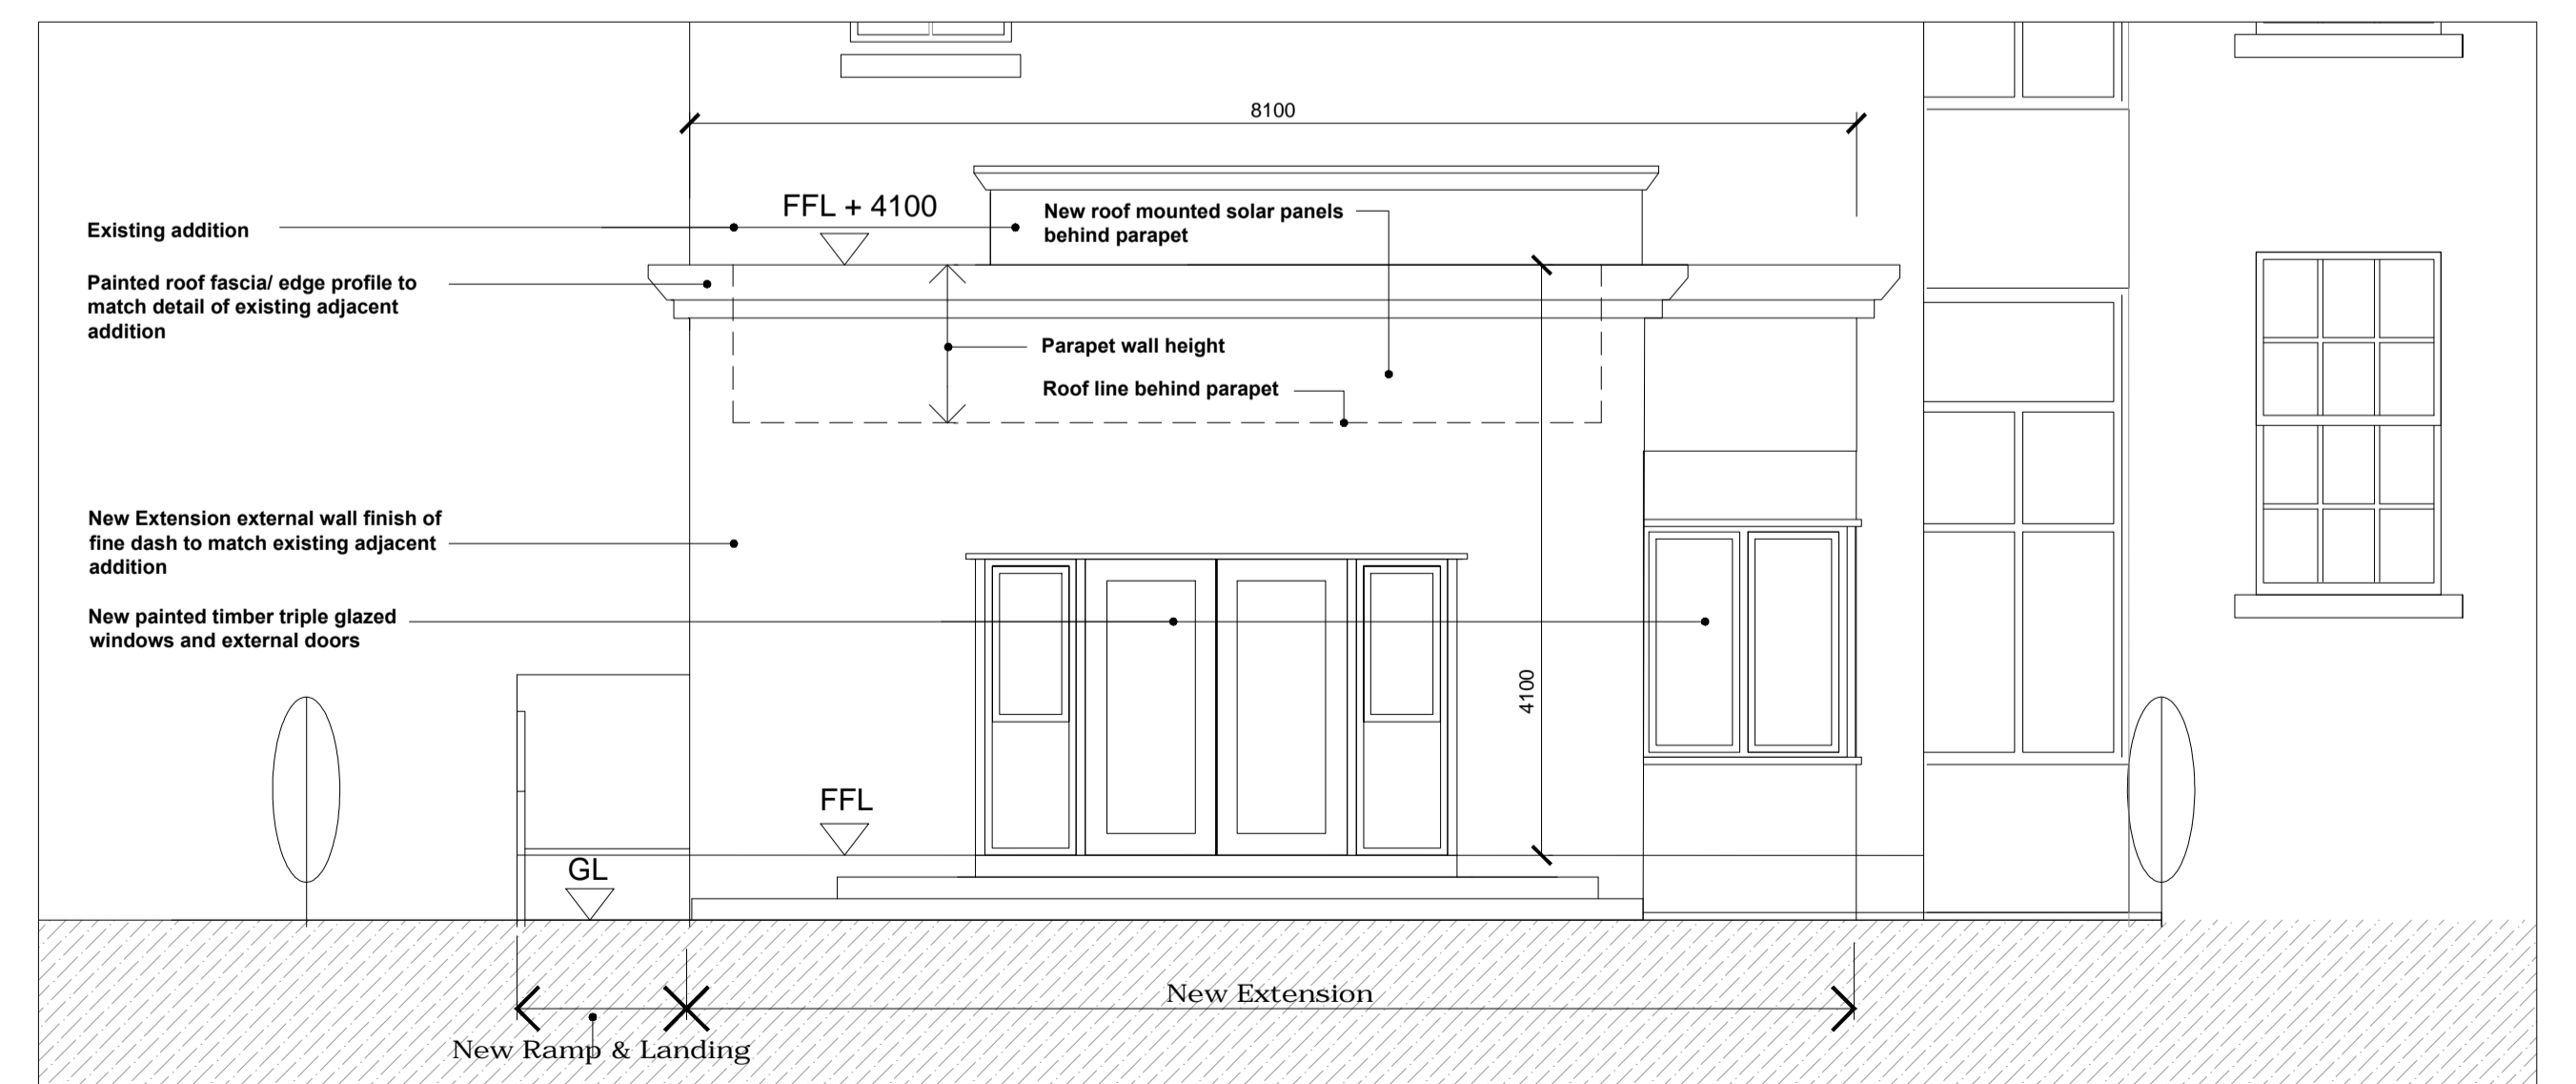 8100
FFL + 4100
New roof mounted solar panels
behind parapet
Existing addition
Painted roof fascia/ edge profile to
match detail of existing adjacent
addition
Parapet wall height
Roof line behind parapet
New Extension external wall finish of
fine dash to match existing adjacent
addition
New painted timber triple glazed
windows and external doors
4100
FFL
GL
New Extension
New Ramp & Landing